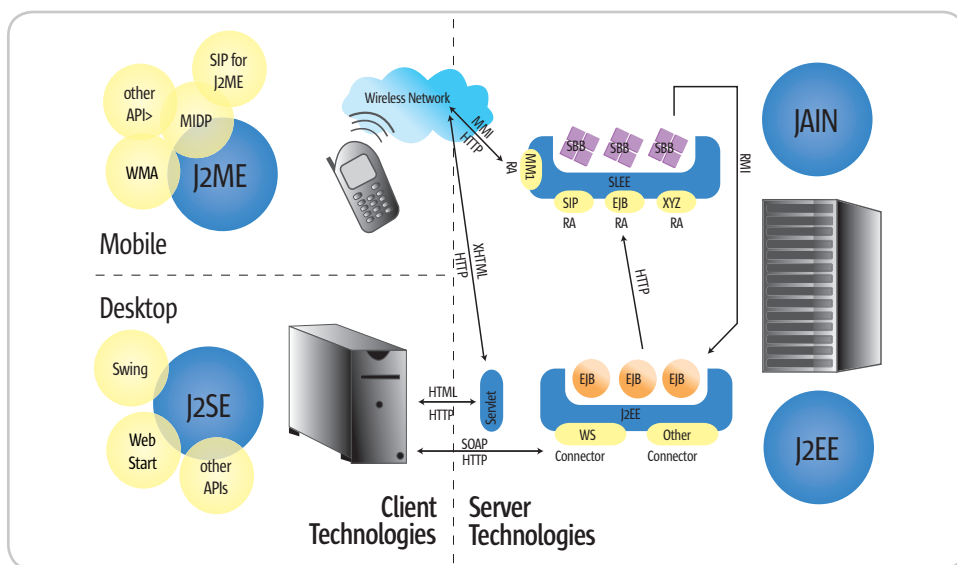 SIP for
J2ME
other
API>
MIDP
WMA
J2ME
Mobile
Wireless Network
MMI
HTTP
RA
MM1
SBB
SBB
SBB
SLEE
SIP
EJB
XYZ
RA
RA
RA
RMI
JAIN
XHTML
HTTP
HTTP
Desktop
Swing
J2SE
Web
Start
other
APIs
HTML
HTTP
Servlet
SOAP
HTTP
EJB
EJB
EJB
J2EE
WS
Other
Connector
Connector
J2EE
Client
Technologies
Server
Technologies